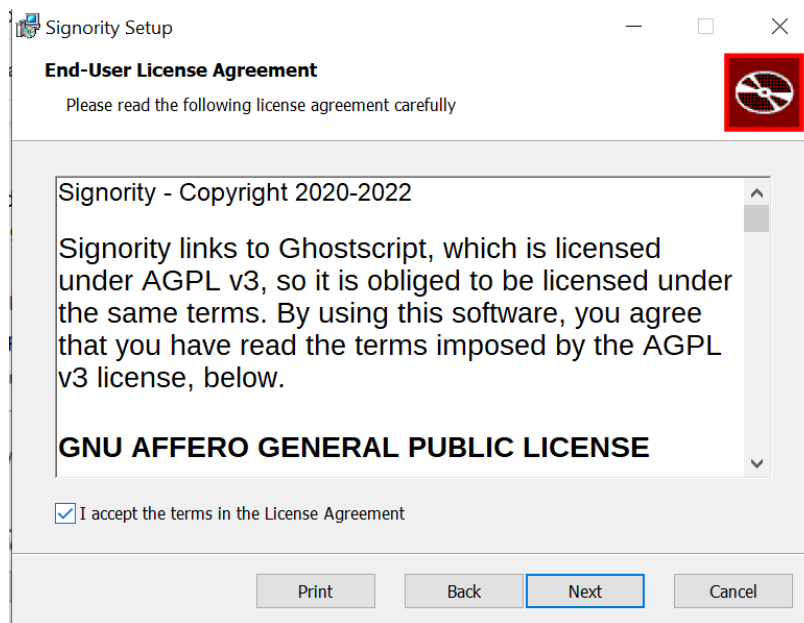 Signority Setup
End-User License Agreement
Please read the following license agreement carefully
Signority - Copyright 2020-2022
Signority links to Ghostscript, which is licensed
under AGPL v3, so it is obliged to be licensed under
the same terms. By using this software, you agree
that you have read the terms imposed by the AGPL
v3 license, below.
GNU AFFERO GENERAL PUBLIC LICENSE
I accept the terms in the License Agreement
Print Back Next Cancel